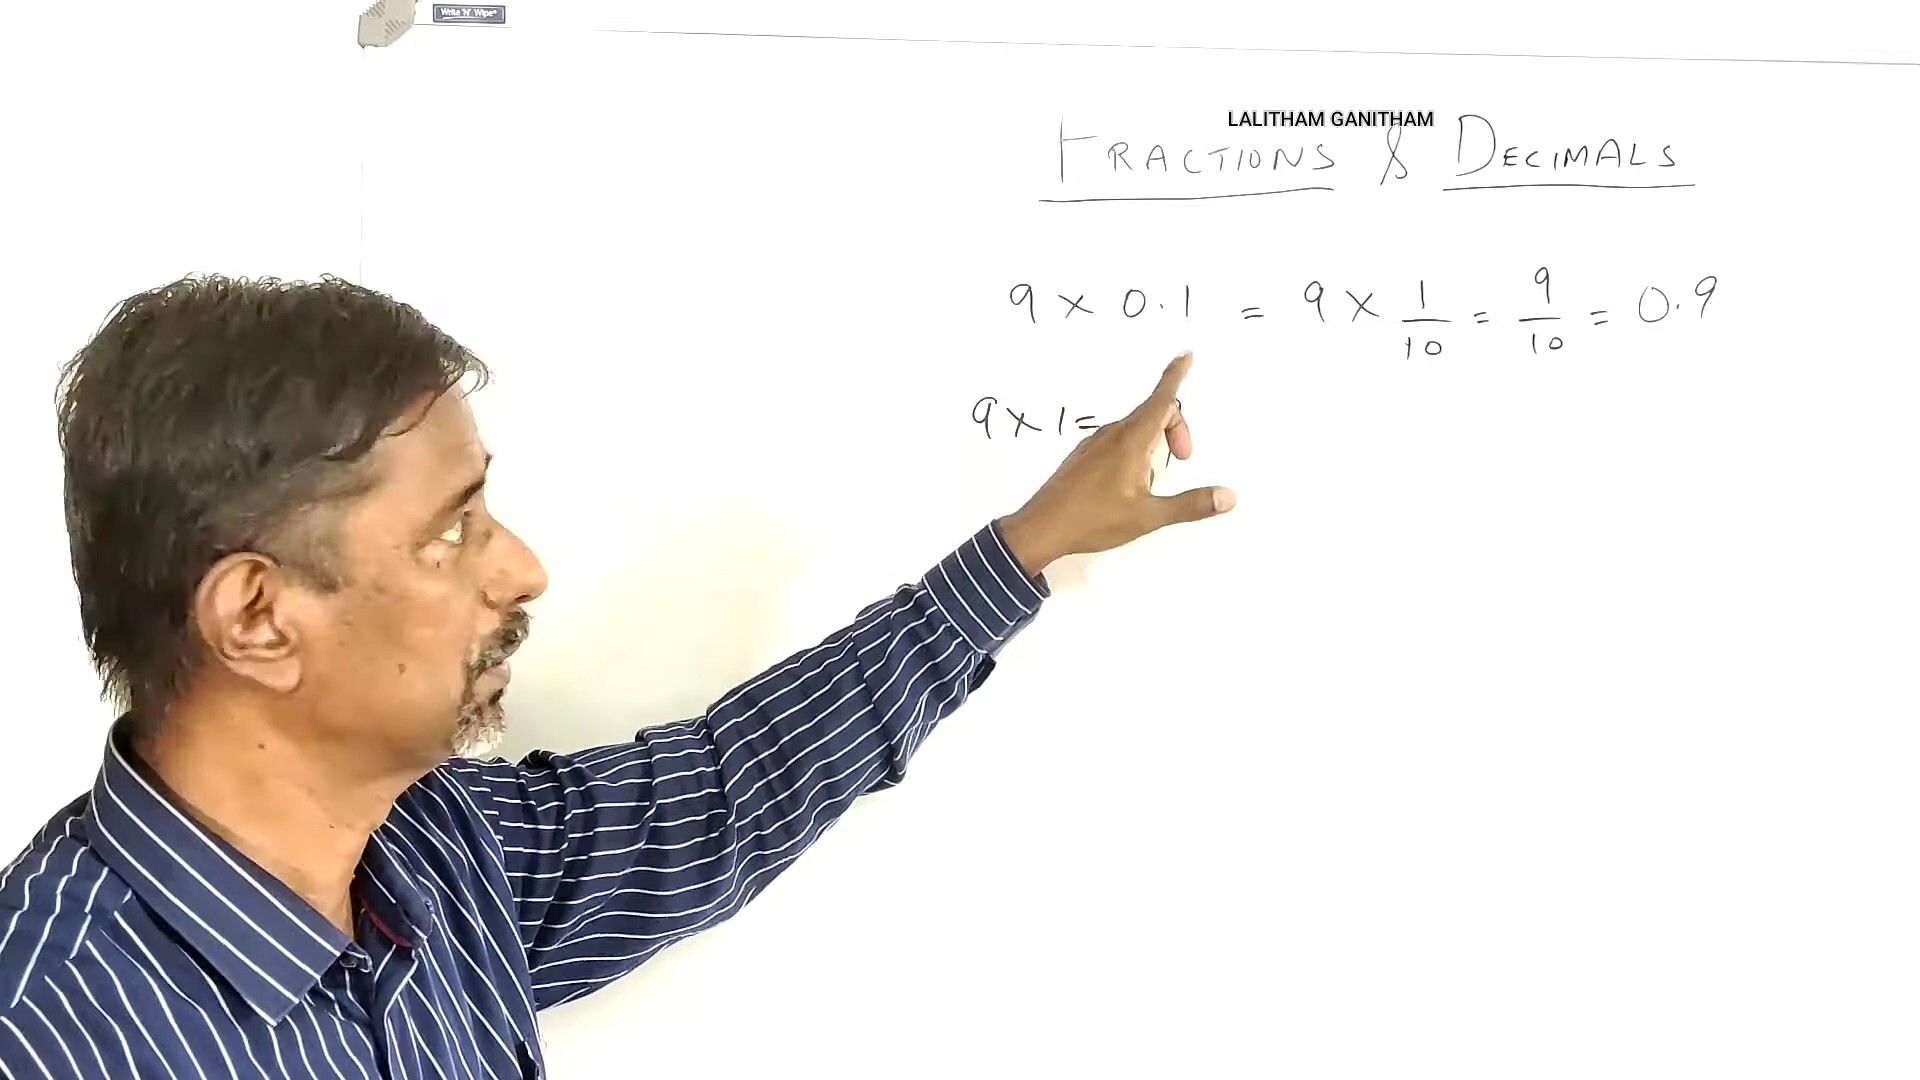 Write 'N' Wipe®
LALITHAM GANITHAM
FRACTIONS & DECIMALS
9 × 0.1 = 9 × 1/10 = 9/10 = 0.9
9 × 1 =